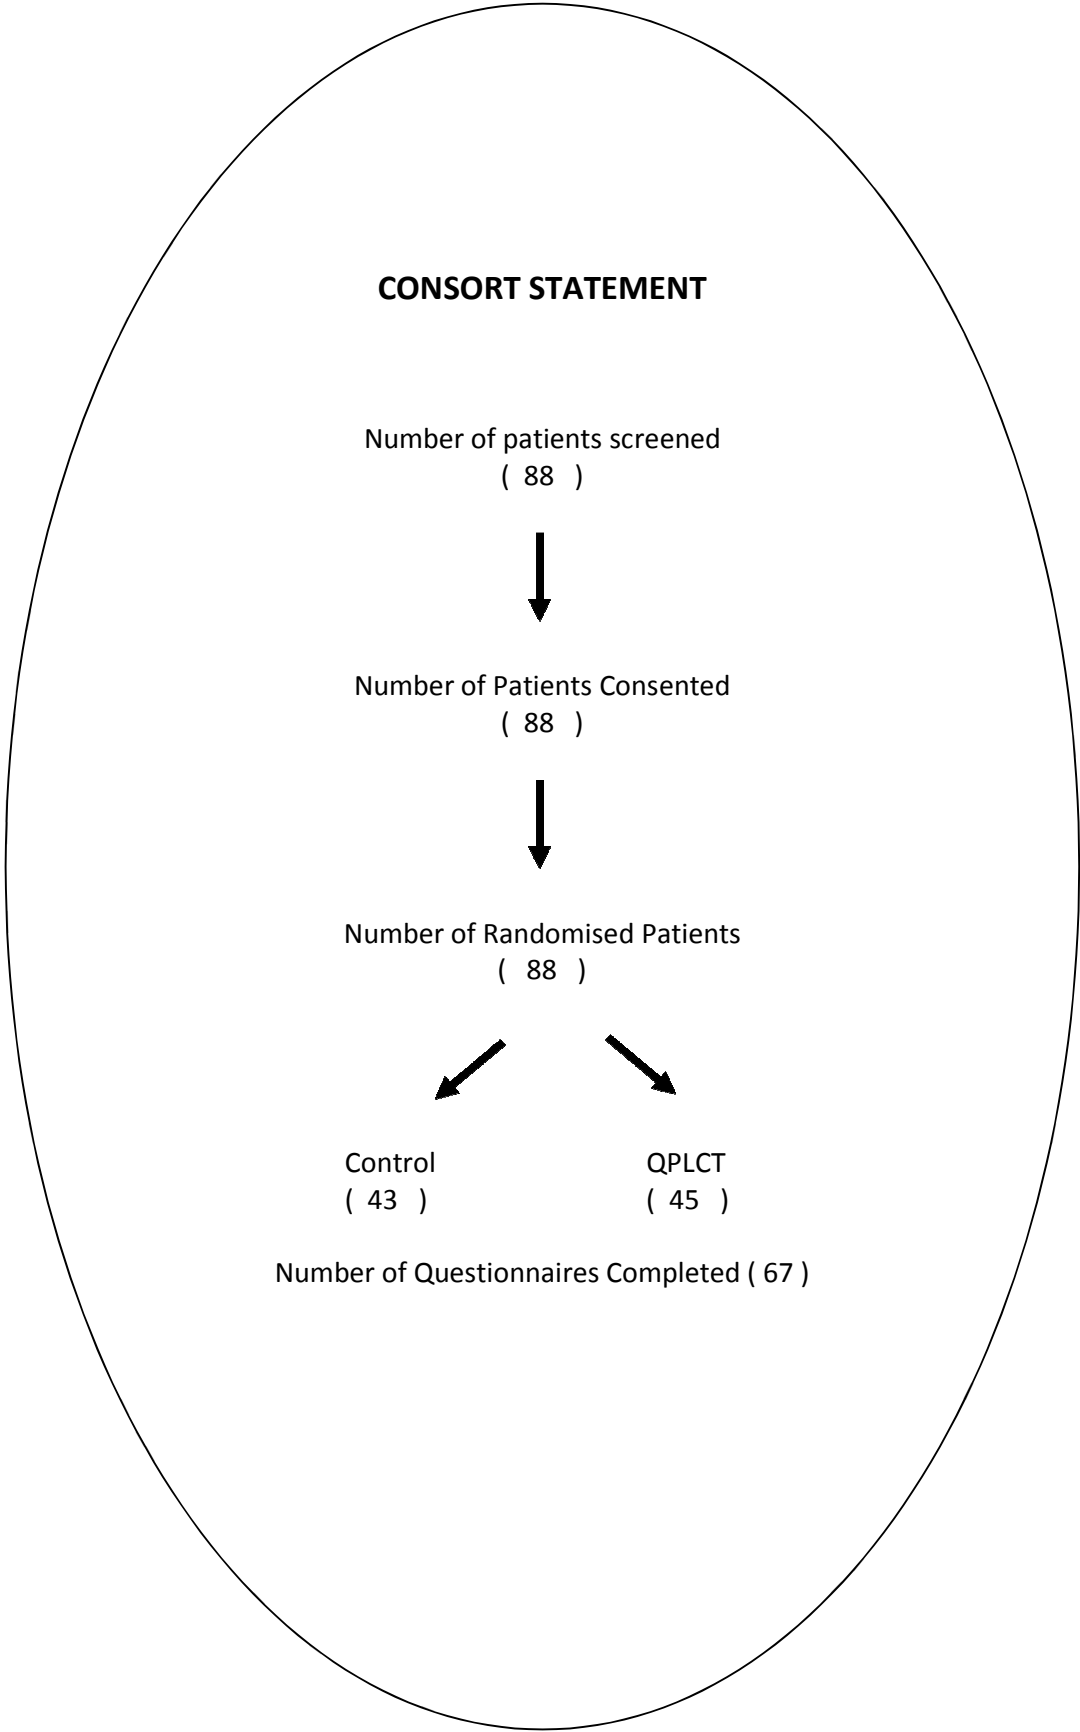 CONSORT STATEMENT
Number of patients screened
( 88 )
Number of Patients Consented
( 88 )
Number of Randomised Patients
( 88 )
Control QPLCT
( 43 ) ( 45 )
Number of Questionnaires Completed ( 67 )